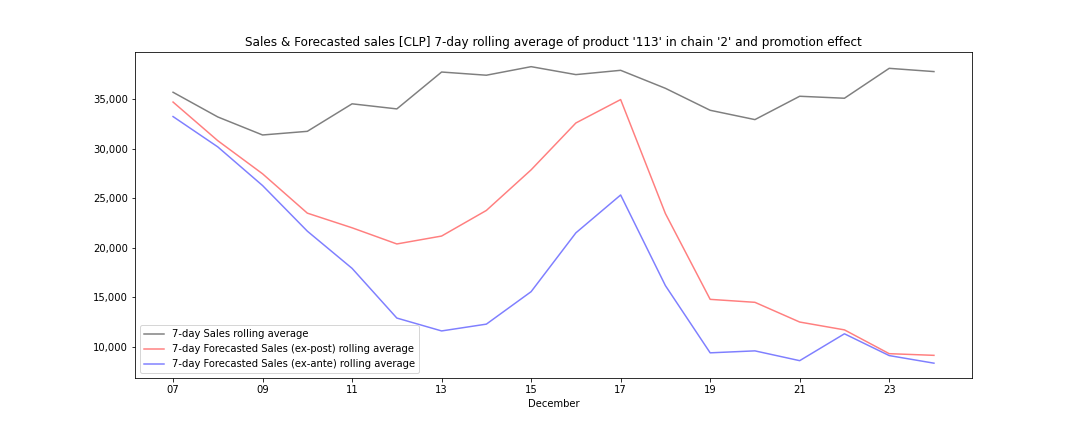 Sales & Forecasted sales [CLP] 7-day rolling average of product '113' in chain '2' and promotion effect
35,000
30,000
25,000
20,000
15,000
10,000
7-day Sales rolling average
7-day Forecasted Sales (ex-post) rolling average
7-day Forecasted Sales (ex-ante) rolling average
07 09 11 13 15 17 19 21 23
December